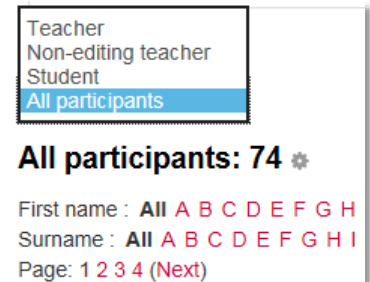 Teacher
Non-editing teacher
Student
All participants
All participants: 74
First name : All A B C D E F G H
Surname : All A B C D E F G H I
Page: 1 2 3 4 (Next)